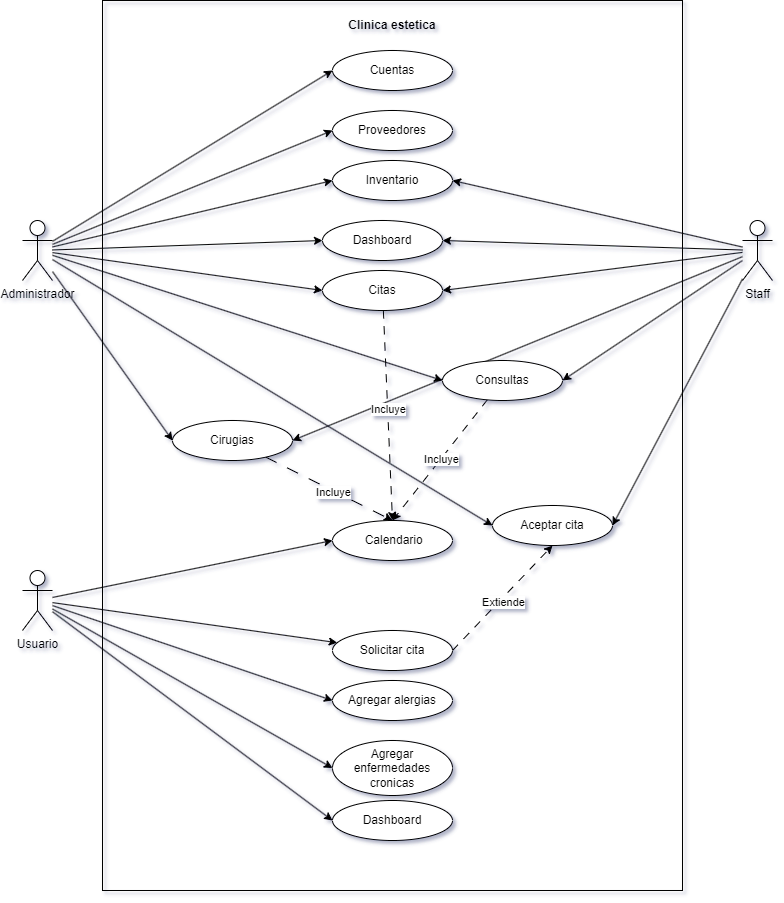 Clinica estetica
Cuentas
Proveedores
Inventario
Dashboard
Administrador
Citas
Staff
Consultas
Incluye
Cirugias
Incluye
Incluye
Aceptar cita
Calendario
Extiende
Usuario
Solicitar cita
Agregar alergias
Agregar
enfermedades
cronicas
Dashboard